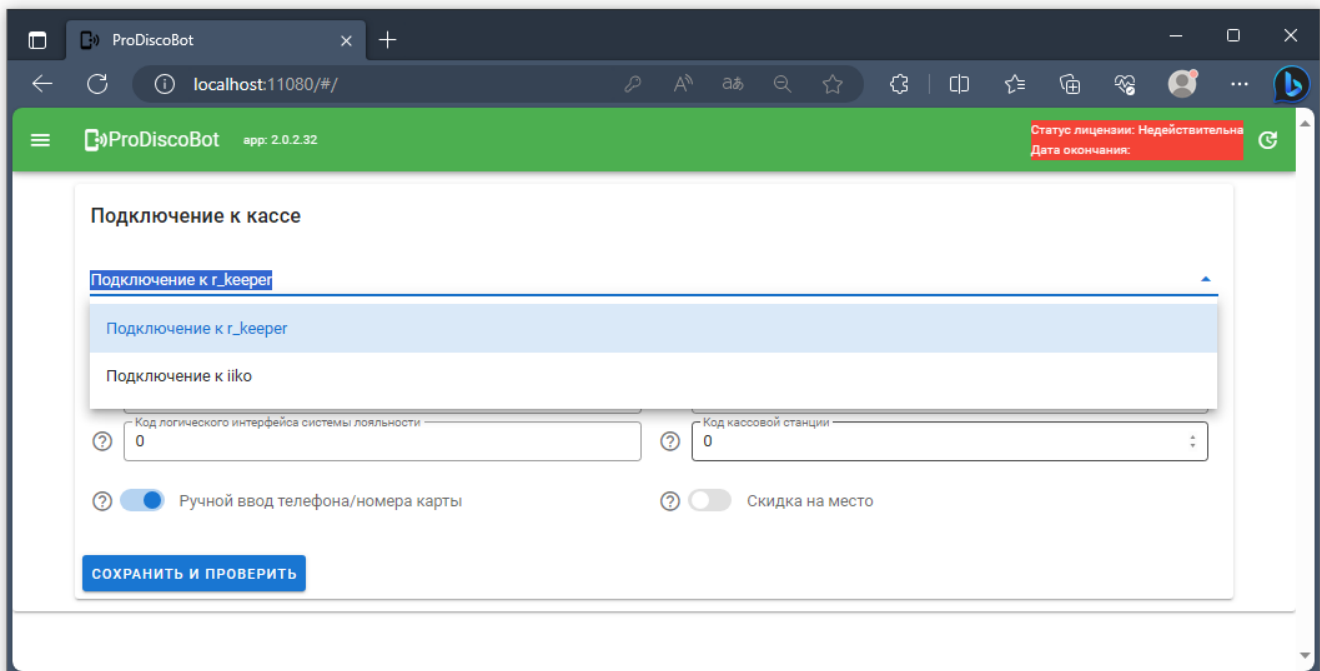 ProDiscoBot
localhost:11080/#/
ProDiscoBot app: 2.0.2.32
Статус лицензии: Недействительна
Дата окончания:
Подключение к кассе
Подключение к r_keeper
Подключение к r_keeper
Подключение к iiko
Код логического интерфейса системы лояльности
0
Код кассовой станции
0
Ручной ввод телефона/номера карты
Скидка на место
СОХРАНИТЬ И ПРОВЕРИТЬ